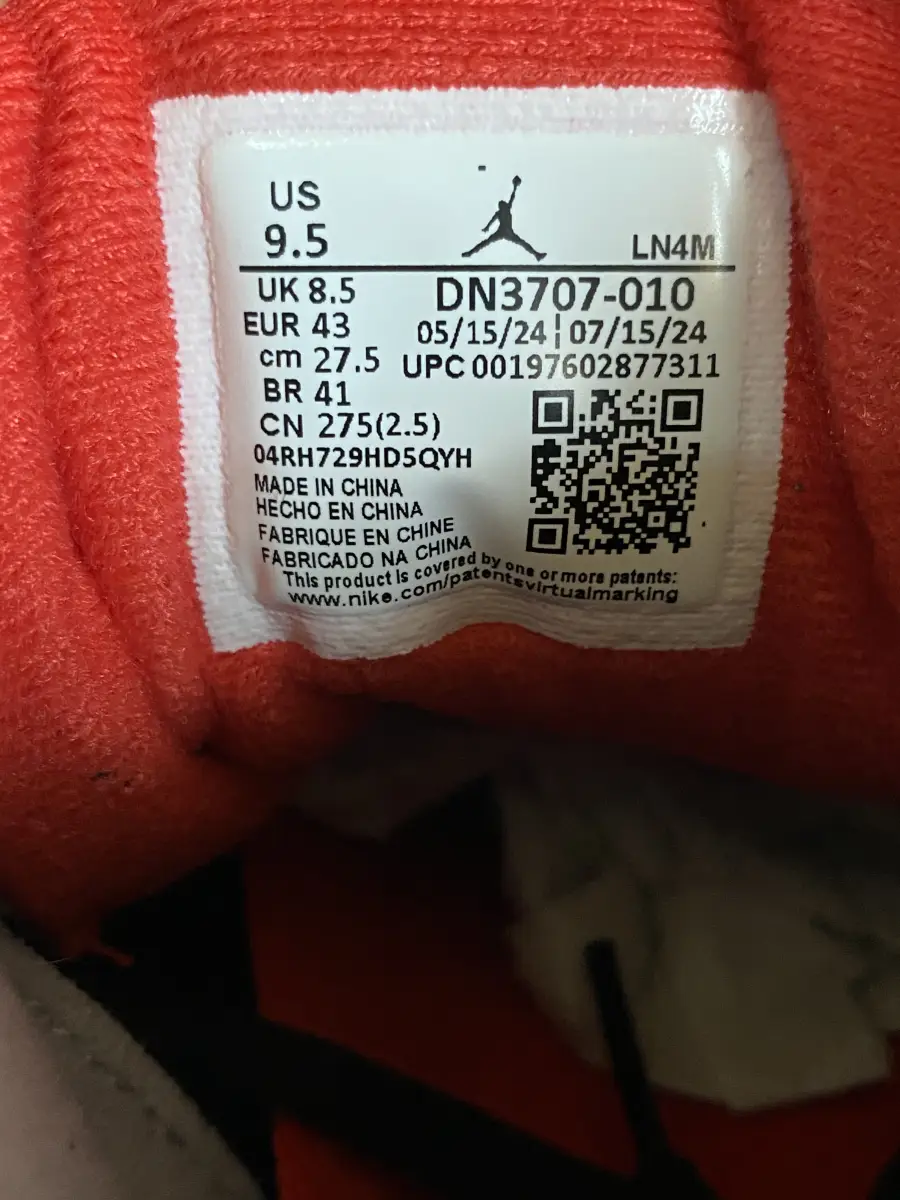 US
9.5
LN4M
UK 8.5
EUR 43
cm 27.5
BR 41
CN 275(2.5)
DN3707-010
05/15/24¦07/15/24
UPC 00197602877311
04RH729HD5QYH
MADE IN CHINA
HECHO EN CHINA
FABRIQUE EN CHINE
FABRICADO NA CHINA
This product is covered by one or more patents:
www.nike.com/patentsvirtualmarking